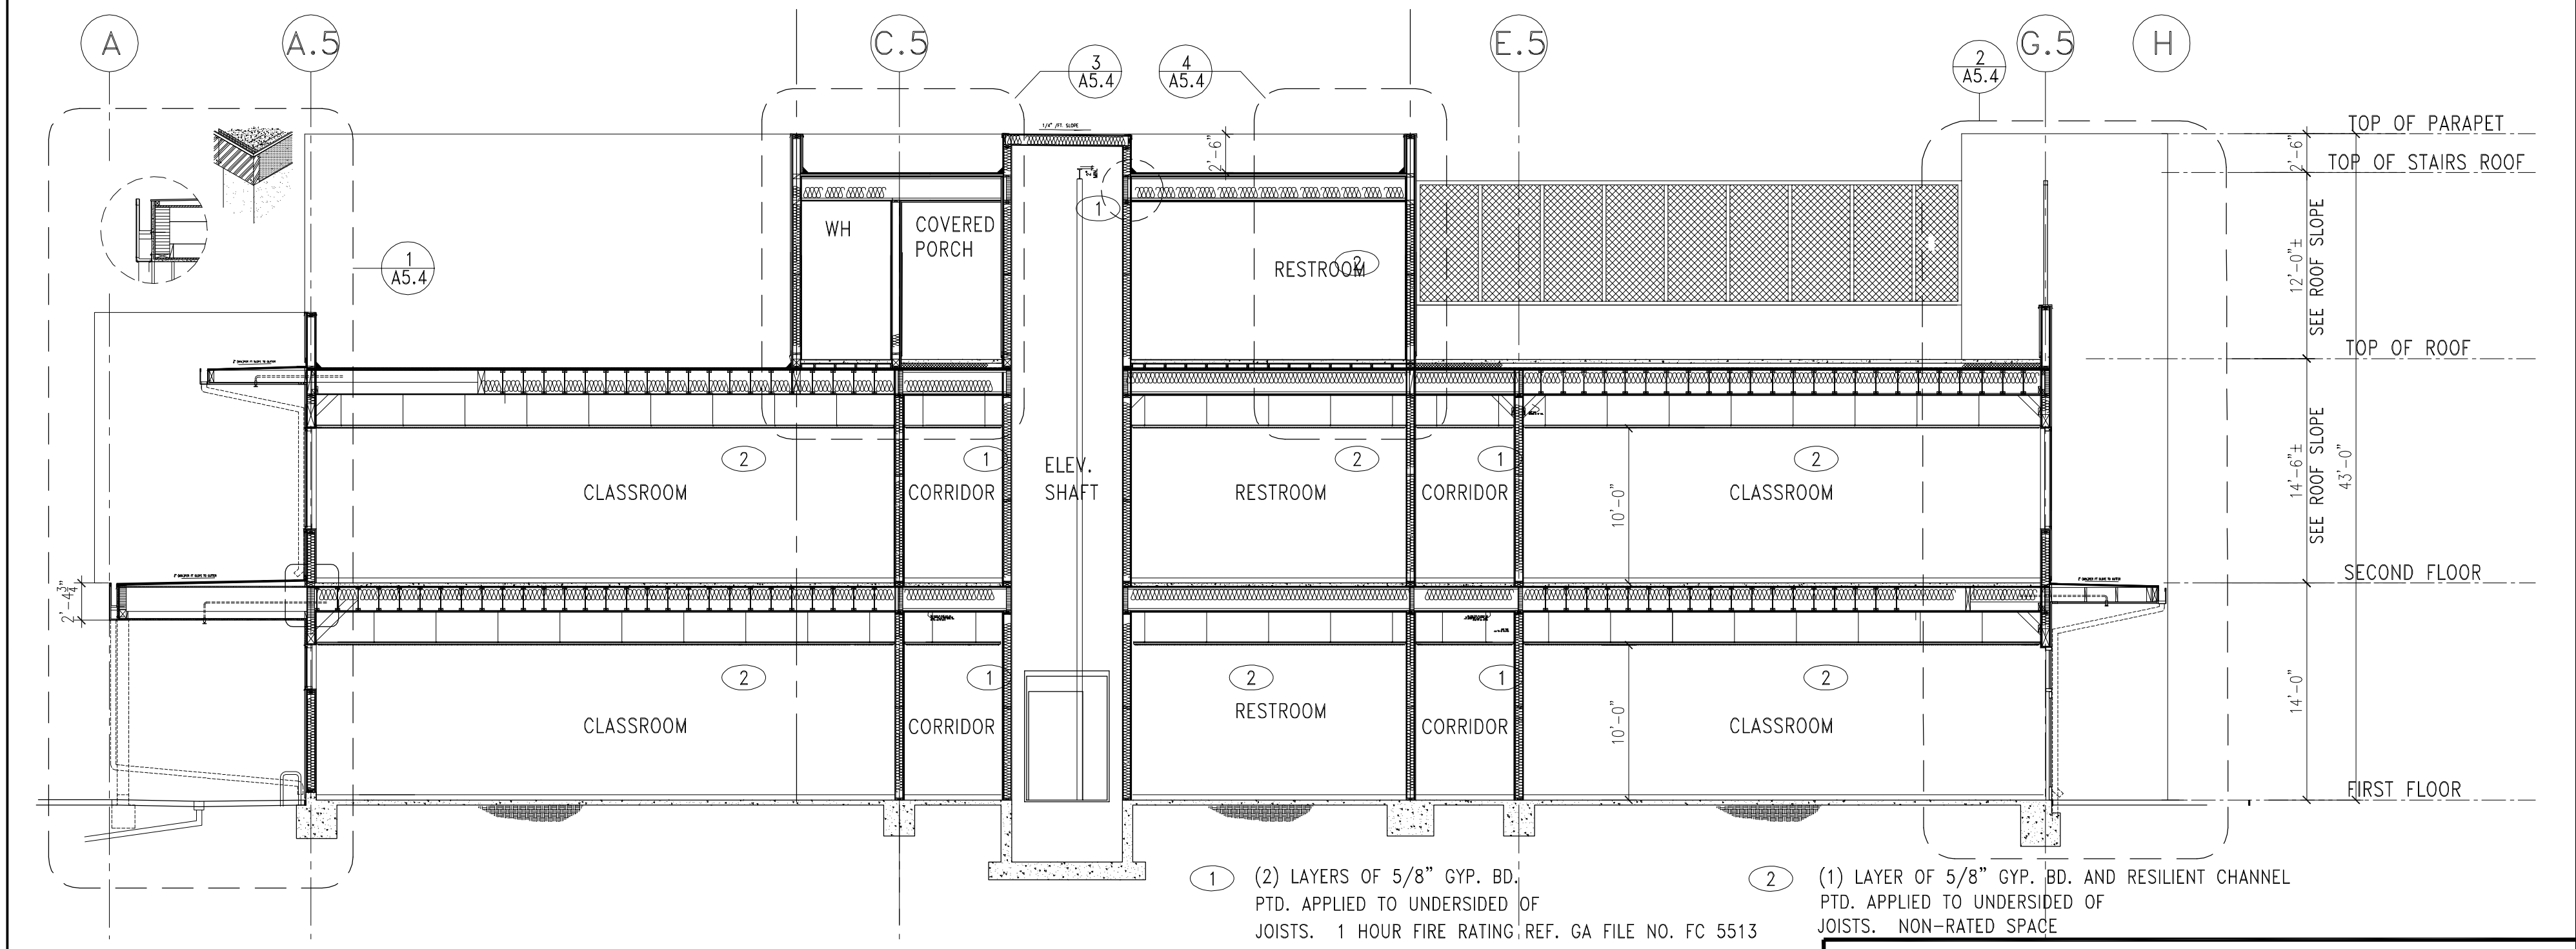 A
A.5
C.5
E.5
G.5
H
3
A5.4
4
A5.4
2
A5.4
1
A5.4
1/4" /FT. SLOPE
2'-6"
TOP OF PARAPET
2'-6"
TOP OF STAIRS ROOF
12'-0"±
SEE ROOF SLOPE
TOP OF ROOF
14'-6"±
SEE ROOF SLOPE
43'-0"
SECOND FLOOR
14'-0"
FIRST FLOOR
WH
COVERED
PORCH
1
RESTROOM
2
2
CLASSROOM
1
CORRIDOR
ELEV.
SHAFT
2
RESTROOM
1
CORRIDOR
10'-0"
2
CLASSROOM
2'-4¾"
2
CLASSROOM
1
CORRIDOR
2
RESTROOM
1
CORRIDOR
10'-0"
2
CLASSROOM
1
(2) LAYERS OF 5/8" GYP. BD.
PTD. APPLIED TO UNDERSIDED OF
JOISTS. 1 HOUR FIRE RATING REF. GA FILE NO. FC 5513
2
(1) LAYER OF 5/8" GYP. BD. AND RESILIENT CHANNEL
PTD. APPLIED TO UNDERSIDED OF
JOISTS. NON-RATED SPACE